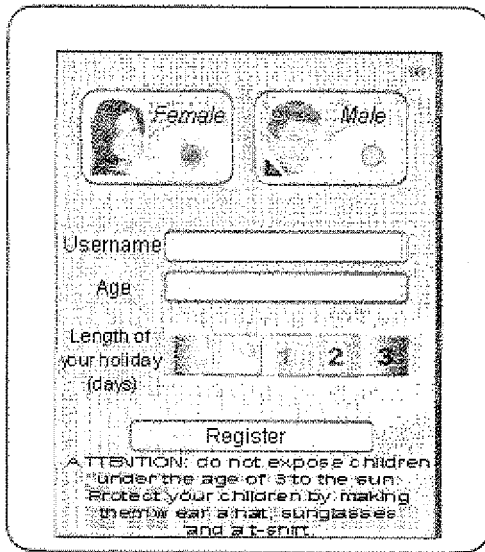 Female
Male
Username
Age
Length of
your holiday
(days)
1 2 3
Register
ATTENTION: do not expose children
under the age of 3 to the sun.
Protect your children by making
them wear a hat, sunglasses
and a t-shirt.